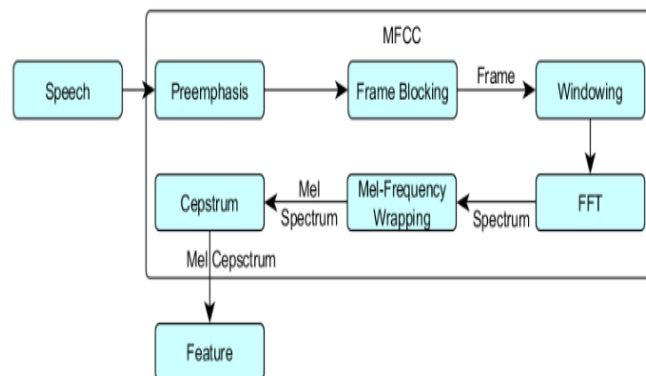 MFCC
Speech
Preemphasis
Frame Blocking
Frame
Windowing
FFT
Spectrum
Mel-Frequency
Wrapping
Mel
Spectrum
Cepstrum
Mel Cepsctrum
Feature